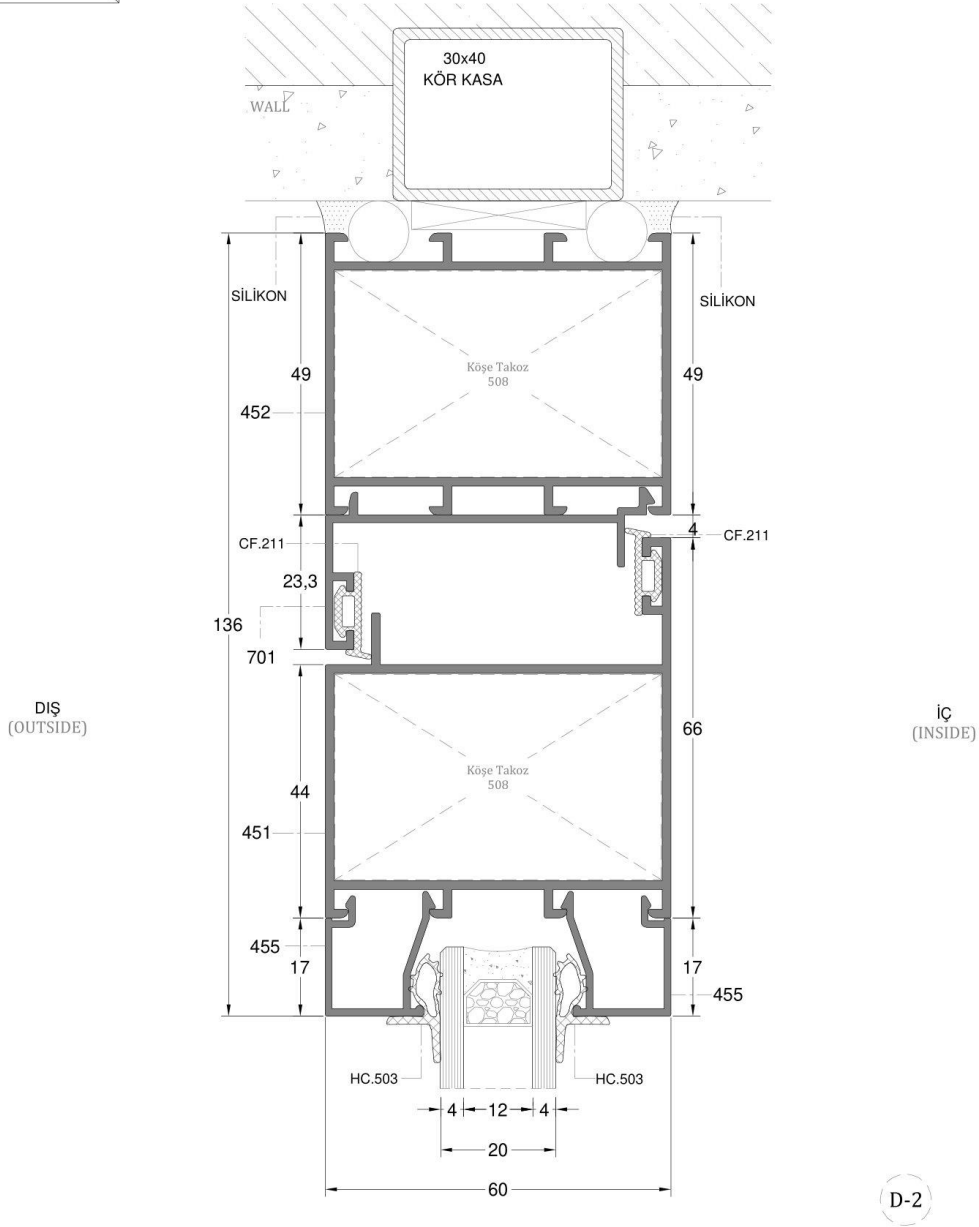 30x40
KÖR KASA
WALL
SİLİKON
SİLİKON
Köşe Takoz
508
49
49
452
4
CF.211
CF.211
23,3
136
701
DIŞ
(OUTSIDE)
İÇ
(INSIDE)
66
Köşe Takoz
508
44
451
455
17
17
455
HC.503
HC.503
4
12
4
20
60
D-2